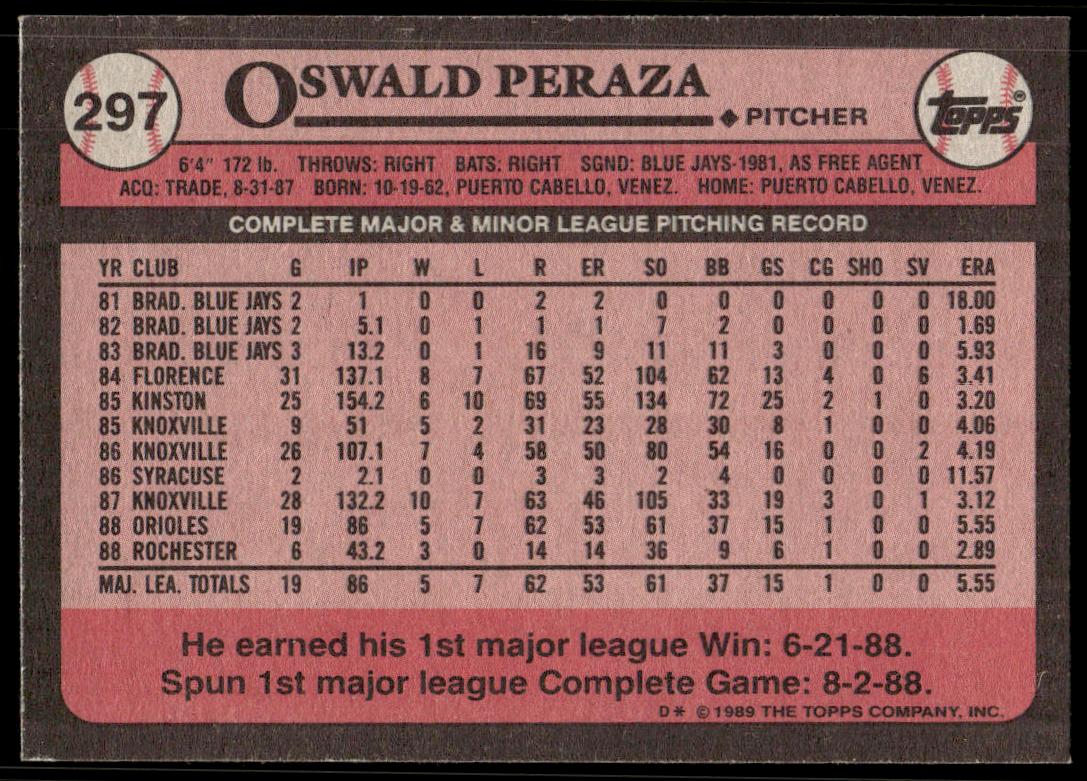 297
OSWALD PERAZA
◆ PITCHER
TOPPS®
6'4" 172 lb. THROWS: RIGHT BATS: RIGHT SGND: BLUE JAYS-1981, AS FREE AGENT
ACQ: TRADE, 8-31-87 BORN: 10-19-62, PUERTO CABELLO, VENEZ. HOME: PUERTO CABELLO, VENEZ.
COMPLETE MAJOR & MINOR LEAGUE PITCHING RECORD
YR CLUB G IP W L R ER SO BB GS CG SHO SV ERA
81 BRAD. BLUE JAYS 2 1 0 0 2 2 0 0 0 0 0 0 18.00
82 BRAD. BLUE JAYS 2 5.1 0 1 1 1 7 2 0 0 0 0 1.69
83 BRAD. BLUE JAYS 3 13.2 0 1 16 9 11 11 3 0 0 0 5.93
84 FLORENCE 31 137.1 8 7 67 52 104 62 13 4 0 6 3.41
85 KINSTON 25 154.2 6 10 69 55 134 72 25 2 1 0 3.20
85 KNOXVILLE 9 51 5 2 31 23 28 30 8 1 0 0 4.06
86 KNOXVILLE 26 107.1 7 4 58 50 80 54 16 0 0 2 4.19
86 SYRACUSE 2 2.1 0 0 3 3 2 4 0 0 0 0 11.57
87 KNOXVILLE 28 132.2 10 7 63 46 105 33 19 3 0 1 3.12
88 ORIOLES 19 86 5 7 62 53 61 37 15 1 0 0 5.55
88 ROCHESTER 6 43.2 3 0 14 14 36 9 6 1 0 0 2.89
MAJ. LEA. TOTALS 19 86 5 7 62 53 61 37 15 1 0 0 5.55
He earned his 1st major league Win: 6-21-88.
Spun 1st major league Complete Game: 8-2-88.
D* © 1989 THE TOPPS COMPANY, INC.